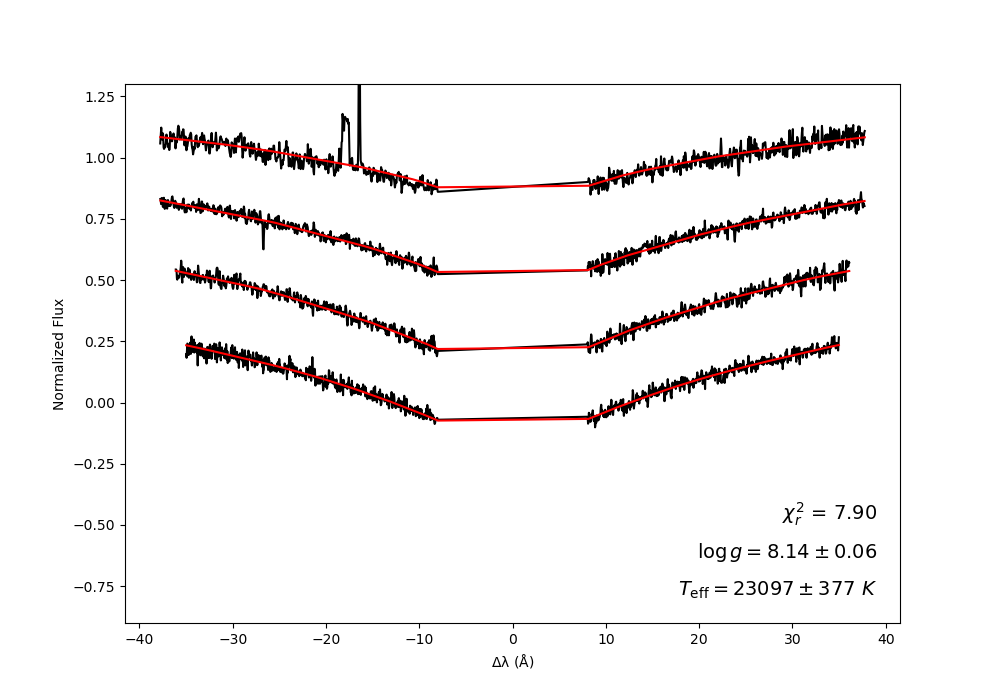 1.25
1.00
0.75
0.50
0.25
0.00
−0.25
−0.50
−0.75
Normalized Flux
χ²ᵣ = 7.90
log g = 8.14 ± 0.06
T_eff = 23097 ± 377 K
−40 −30 −20 −10 0 10 20 30 40
Δλ (Å)